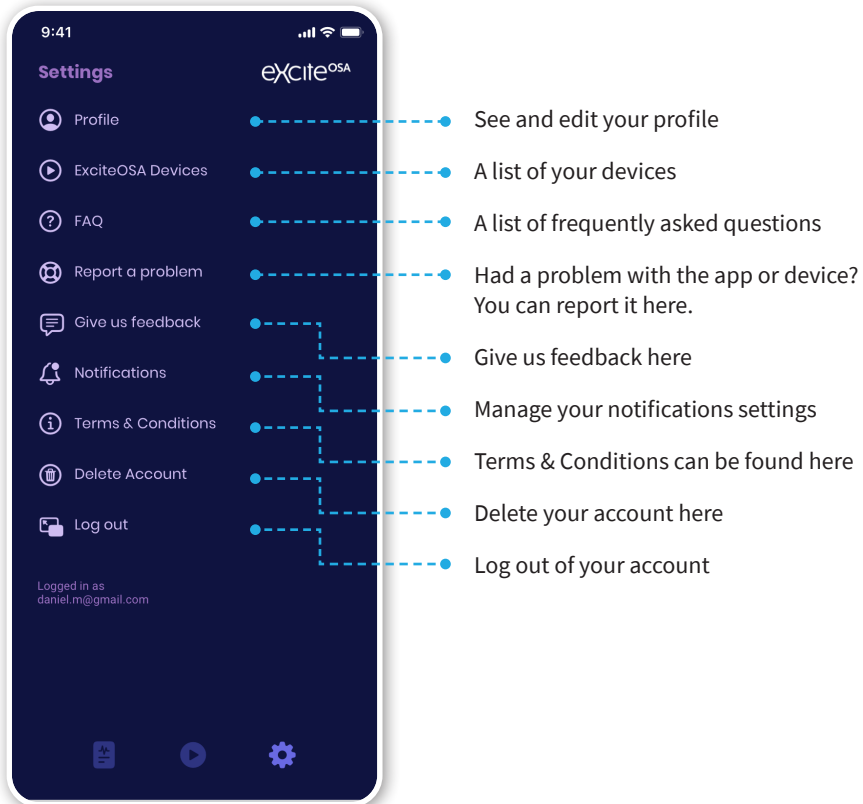 9:41
Settings
eXciteOSA
Profile
See and edit your profile
ExciteOSA Devices
A list of your devices
FAQ
A list of frequently asked questions
Report a problem
Had a problem with the app or device?
You can report it here.
Give us feedback
Give us feedback here
Notifications
Manage your notifications settings
Terms & Conditions
Terms & Conditions can be found here
Delete Account
Delete your account here
Log out
Log out of your account
Logged in as
daniel.m@gmail.com